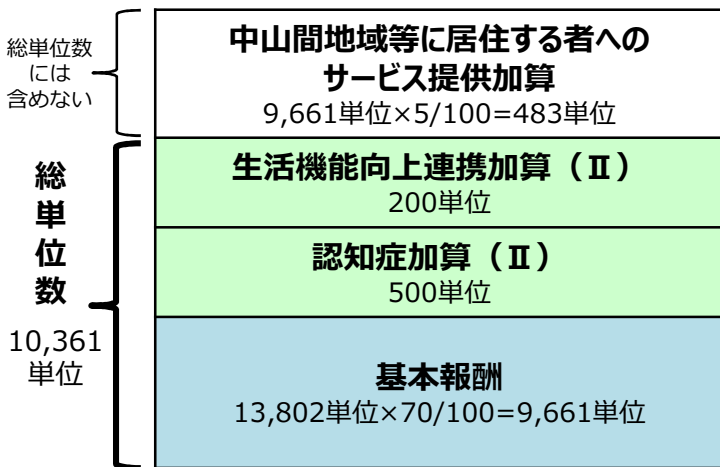 総単位数
には
含めない
中山間地域等に居住する者への
サービス提供加算
9,661単位×5/100=483単位
総
単
位
数
10,361
単位
生活機能向上連携加算（Ⅱ）
200単位
認知症加算（Ⅱ）
500単位
基本報酬
13,802単位×70/100=9,661単位